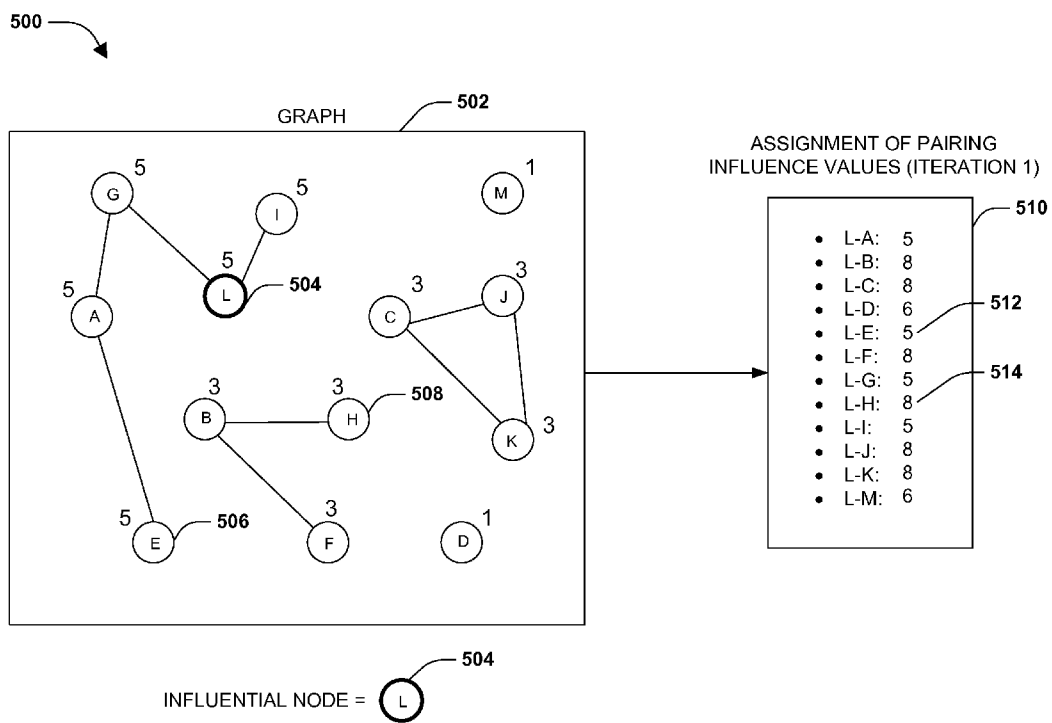 500
502
GRAPH
ASSIGNMENT OF PAIRING
INFLUENCE VALUES (ITERATION 1)
510
5
G
5
I
1
M
5
L
504
5
A
3
C
3
J
3
B
3
H
508
K
3
5
E
506
3
F
1
D
• L-A: 5
• L-B: 8
• L-C: 8
• L-D: 6
• L-E: 5
512
• L-F: 8
• L-G: 5
514
• L-H: 8
• L-I: 5
• L-J: 8
• L-K: 8
• L-M: 6
504
INFLUENTIAL NODE = L